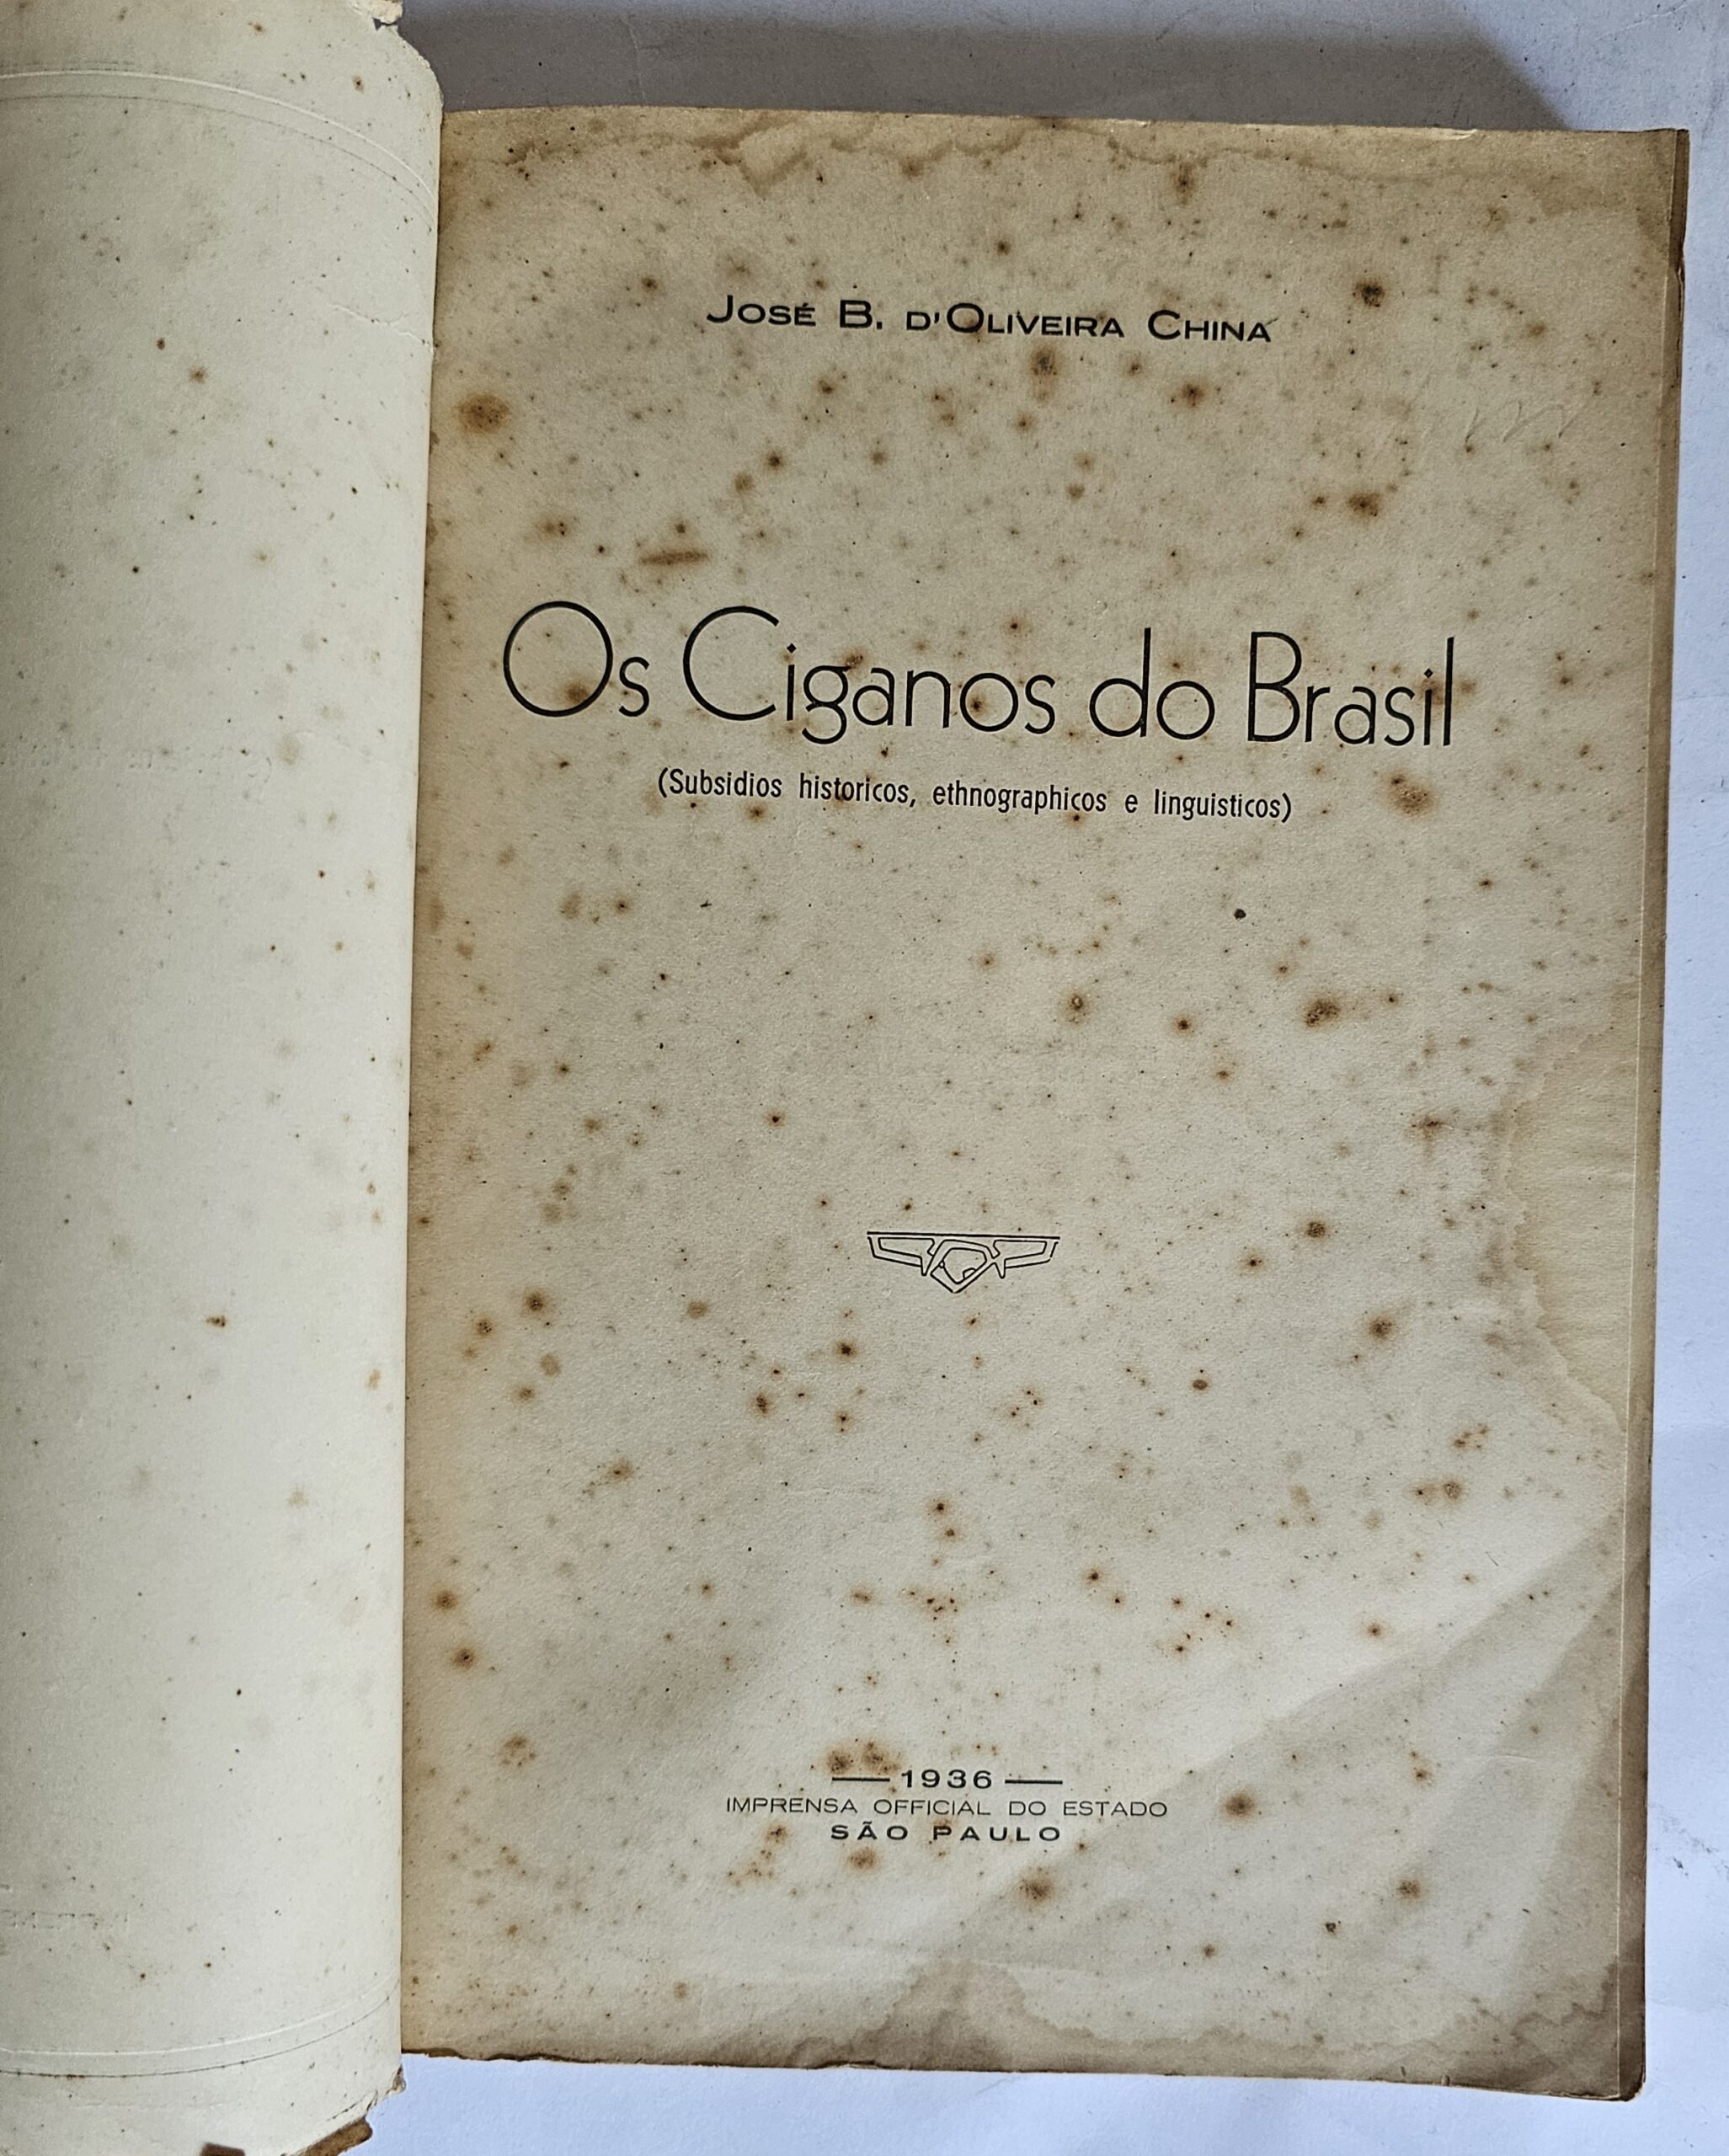 José B. d'Oliveira China
Os Ciganos do Brasil
(Subsidios historicos, ethnographicos e linguisticos)
— 1936 —
IMPRENSA OFFICIAL DO ESTADO
SÃO PAULO